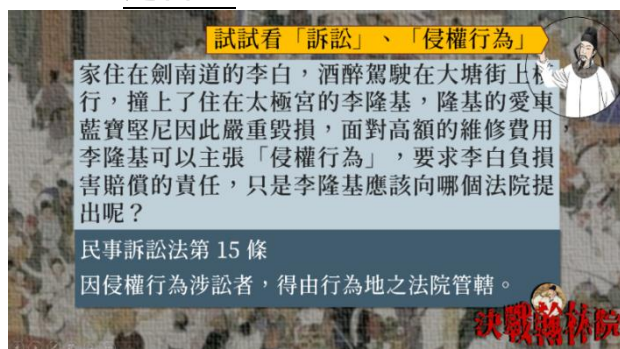 試試看「訴訟」、「侵權行為」
家住在劍南道的李白，酒醉駕駛在大塘街上
行，撞上了住在太極宮的李隆基，隆基的愛車
藍寶堅尼因此嚴重毀損，面對高額的維修費用，
李隆基可以主張「侵權行為」，要求李白負損
害賠償的責任，只是李隆基應該向哪個法院提
出呢？
民事訴訟法第 15 條
因侵權行為涉訟者，得由行為地之法院管轄。
決戰翰林院